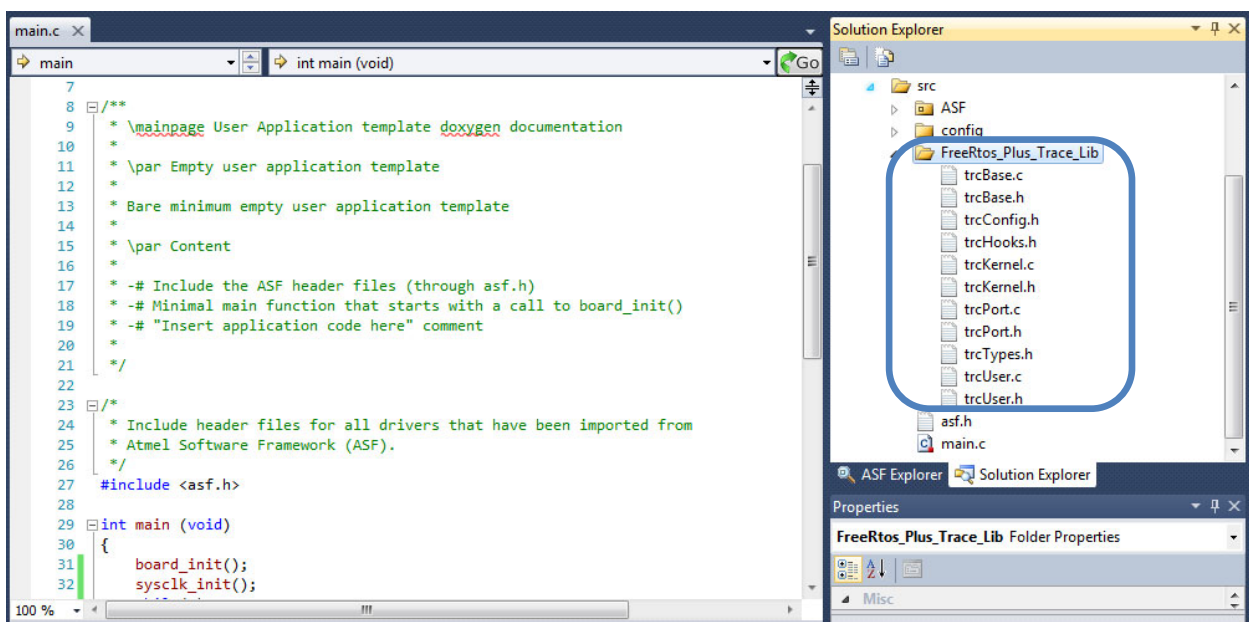 main.c
main
int main (void)
Go
7
8 /**
9 * \mainpage User Application template doxygen documentation
10 *
11 * \par Empty user application template
12 *
13 * Bare minimum empty user application template
14 *
15 * \par Content
16 *
17 * -# Include the ASF header files (through asf.h)
18 * -# Minimal main function that starts with a call to board_init()
19 * -# "Insert application code here" comment
20 *
21 */
22
23 /*
24 * Include header files for all drivers that have been imported from
25 * Atmel Software Framework (ASF).
26 */
27 #include <asf.h>
28
29 int main (void)
30 {
31 board_init();
32 sysclk_init();
100 %
Solution Explorer
src
ASF
config
FreeRtos_Plus_Trace_Lib
trcBase.c
trcBase.h
trcConfig.h
trcHooks.h
trcKernel.c
trcKernel.h
trcPort.c
trcPort.h
trcTypes.h
trcUser.c
trcUser.h
asf.h
main.c
ASF Explorer
Solution Explorer
Properties
FreeRtos_Plus_Trace_Lib Folder Properties
Misc